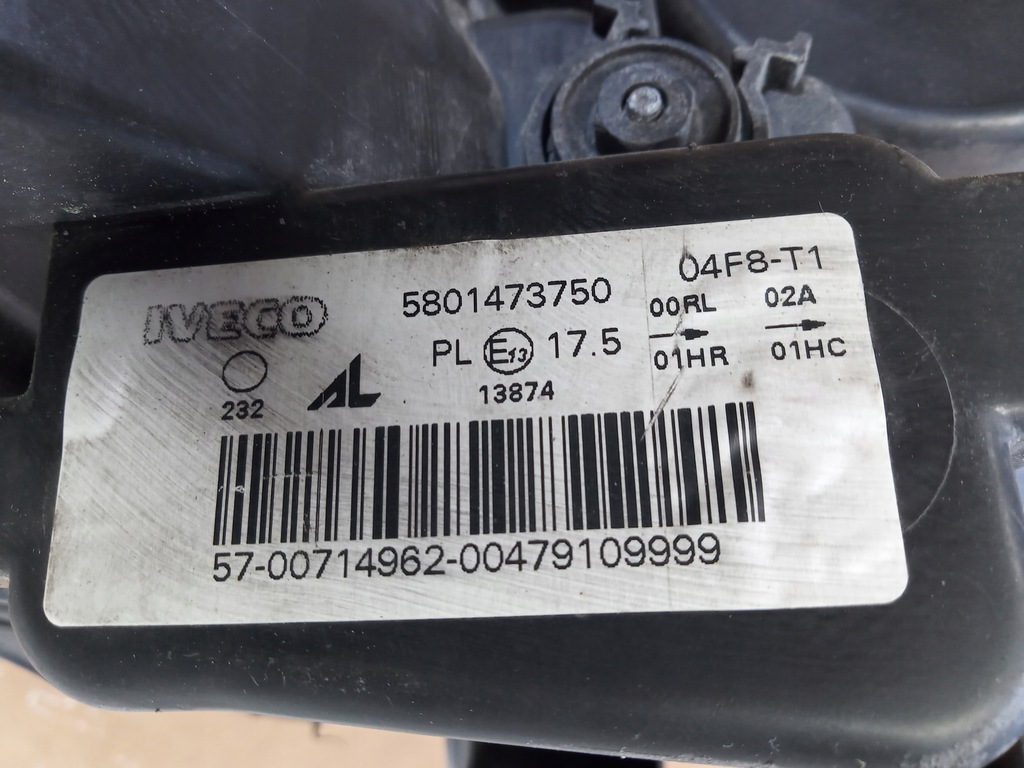 IVECO
5801473750
04F8-T1
PL E13 17.5
00RL 02A
01HR 01HC
232
AL
13874
57-00714962-00479109999